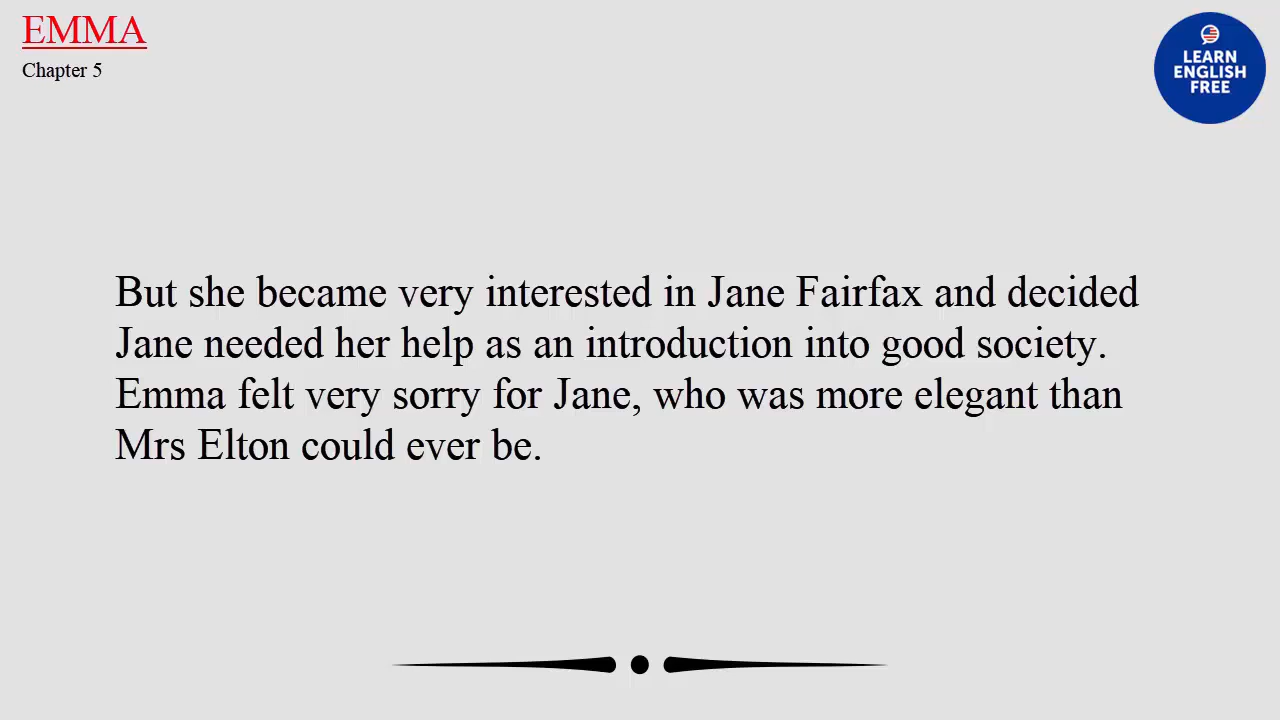 EMMA
Chapter 5
LEARN
ENGLISH
FREE
But she became very interested in Jane Fairfax and decided
Jane needed her help as an introduction into good society.
Emma felt very sorry for Jane, who was more elegant than
Mrs Elton could ever be.